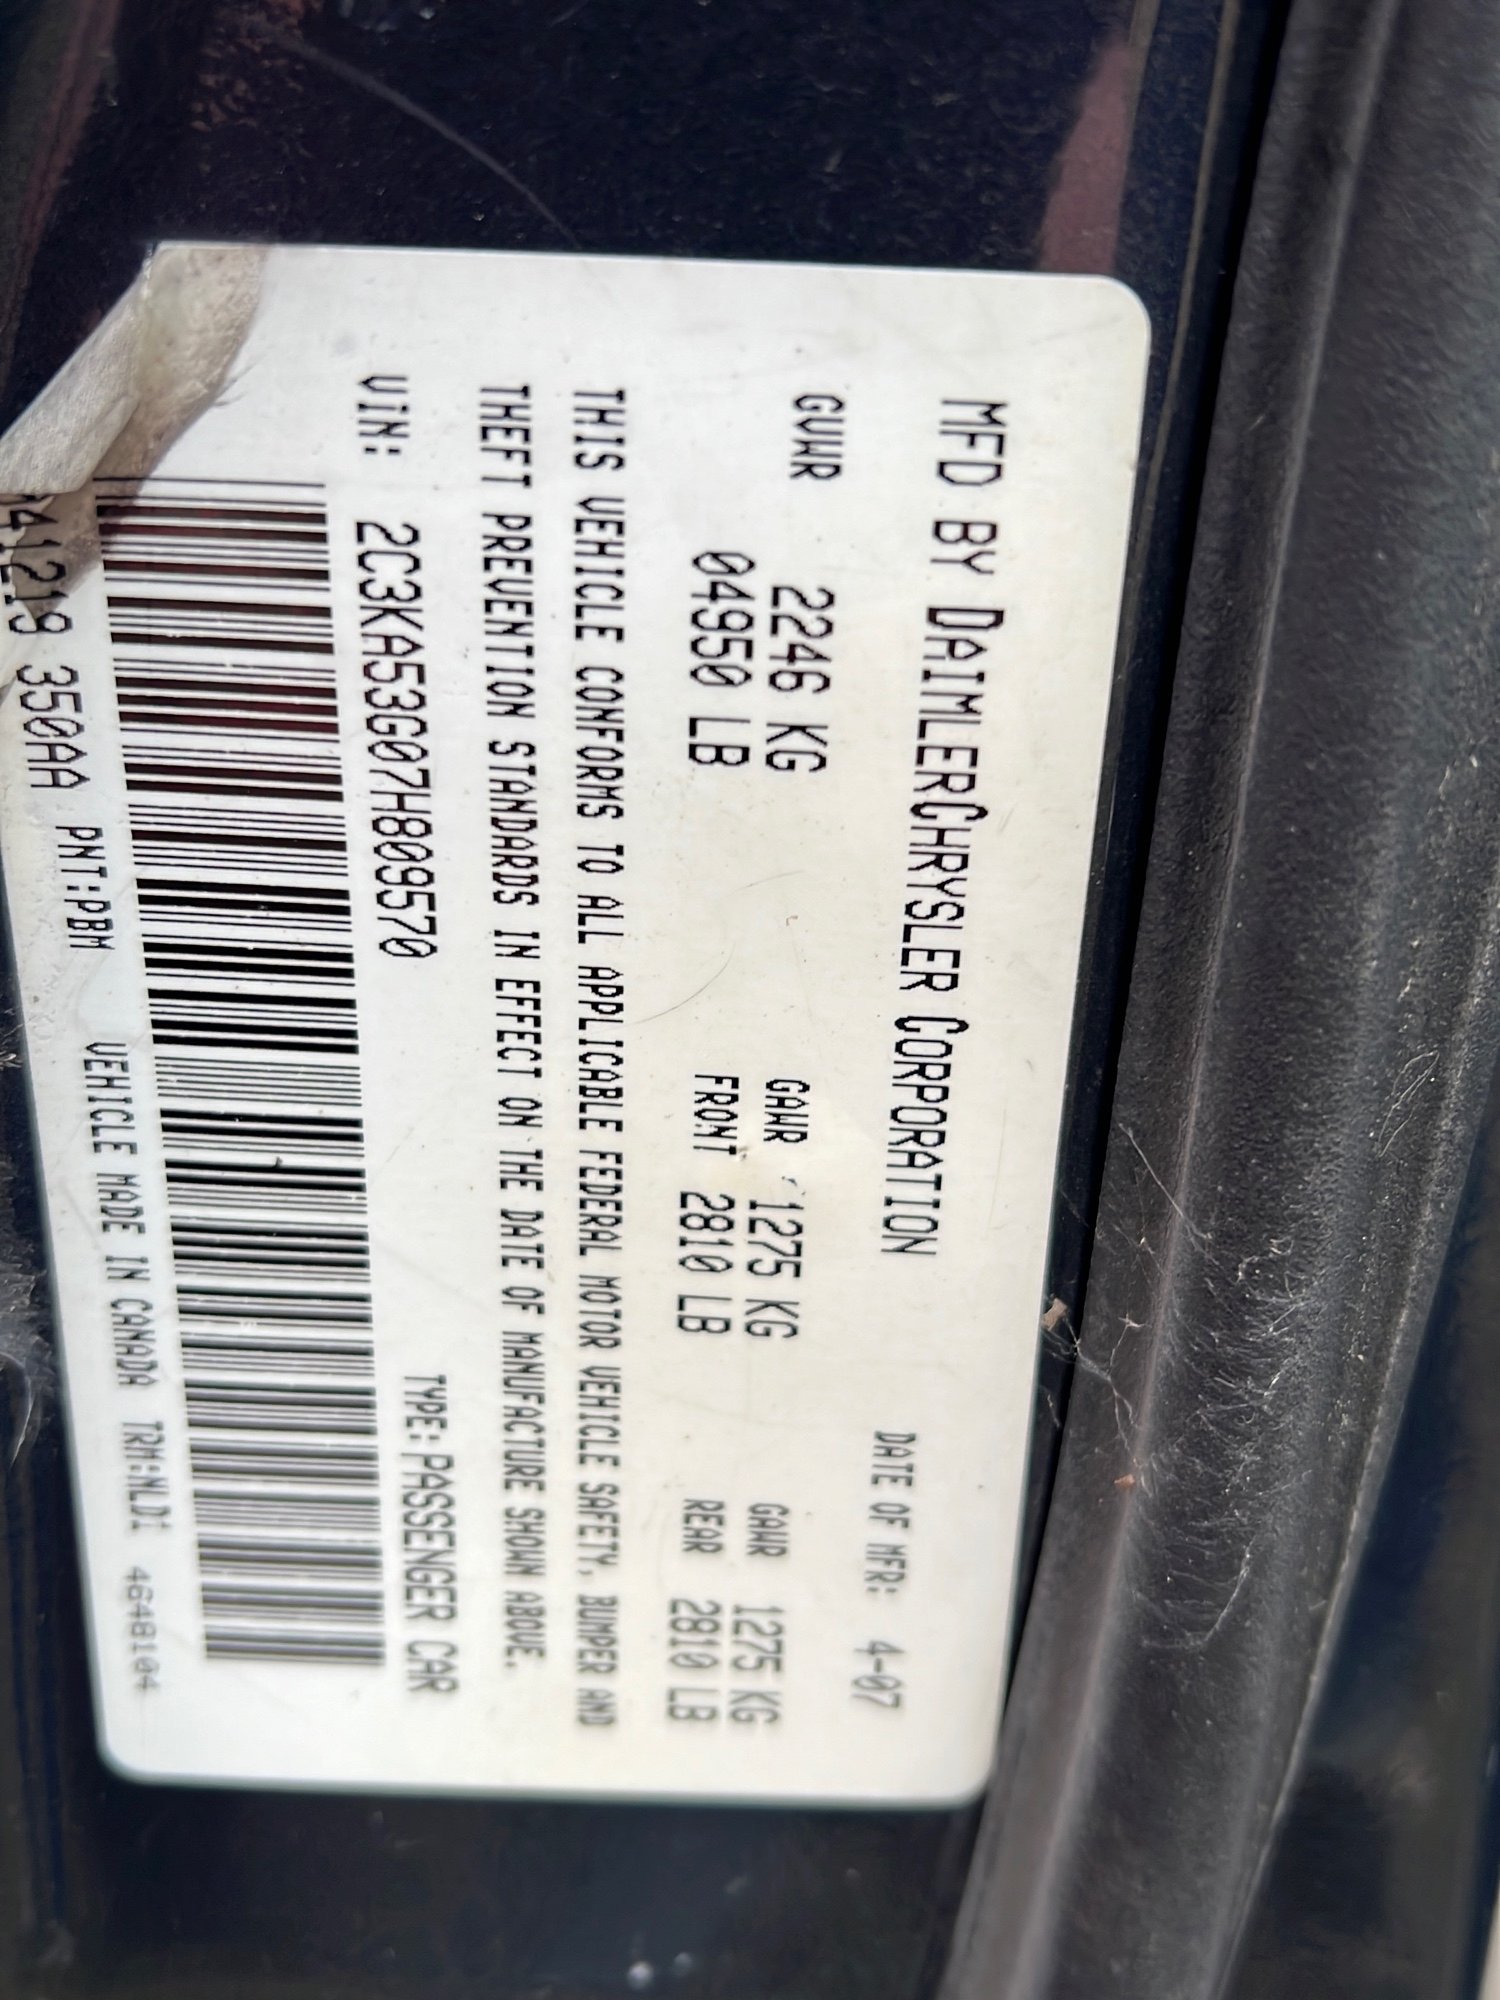 MFD BY DAIMLERCHRYSLER CORPORATION DATE OF MFR: 4-07
GVWR 2246 KG GAWR 1275 KG GAWR 1275 KG
04950 LB FRONT 2810 LB REAR 2810 LB
THIS VEHICLE CONFORMS TO ALL APPLICABLE FEDERAL MOTOR VEHICLE SAFETY, BUMPER AND
THEFT PREVENTION STANDARDS IN EFFECT ON THE DATE OF MANUFACTURE SHOWN ABOVE.
VIN: 2C3KA53G07H809570 TYPE: PASSENGER CAR
350AA PNT:PBM VEHICLE MADE IN CANADA TRM:MLD1 4648104